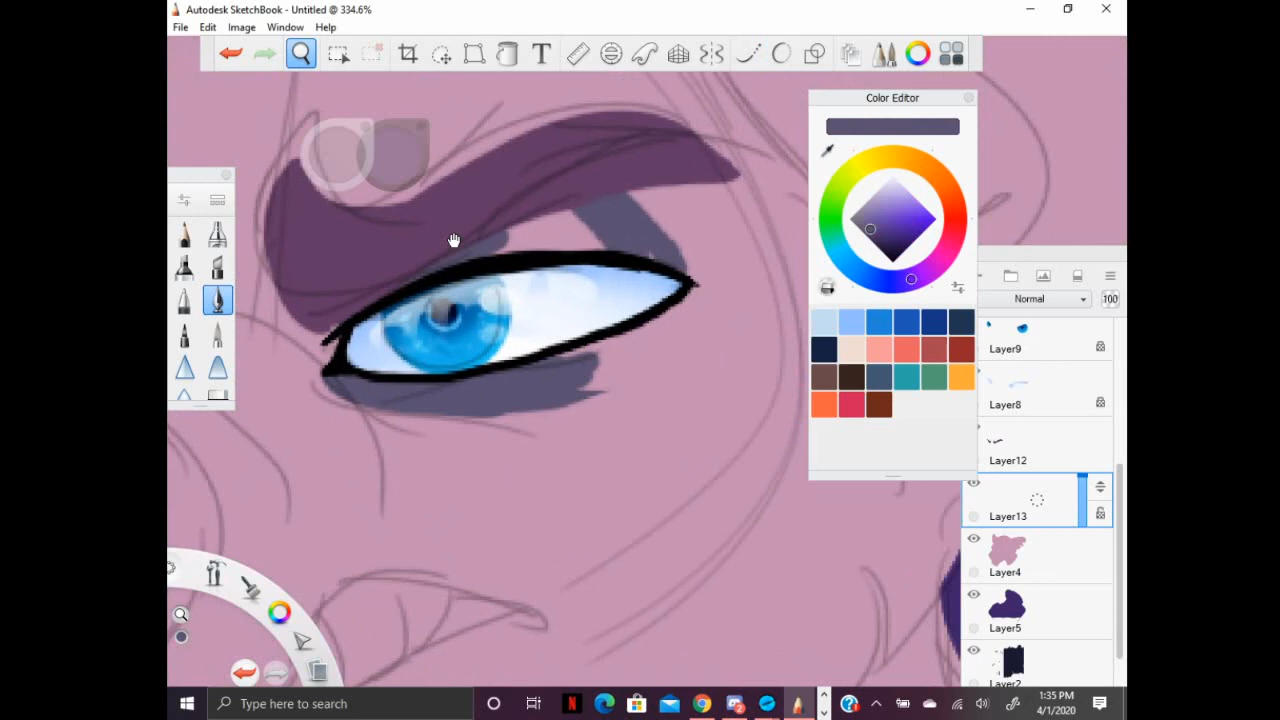 Autodesk SketchBook - Untitled @ 334.6%
File Edit Image Window Help
T
Color Editor
Normal 100
Layer9
Layer8
Layer12
Layer13
Layer4
Layer5
Layer2
Type here to search
1:35 PM
4/1/2020